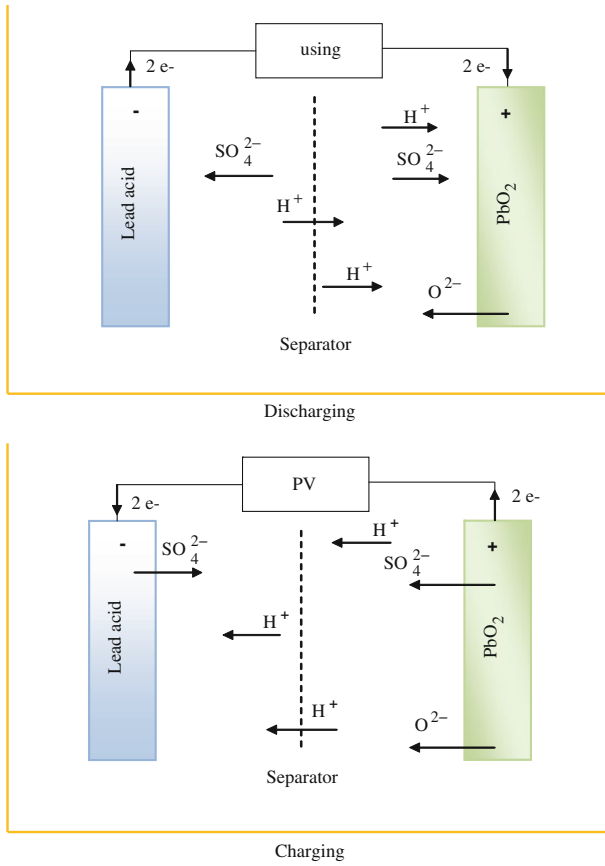 using
2 e-
2 e-
-
+
H⁺
SO₄²⁻
SO₄²⁻
Lead acid
PbO₂
H⁺
H⁺
O²⁻
Separator
Discharging
PV
2 e-
2 e-
-
H⁺
+
SO₄²⁻
SO₄²⁻
H⁺
Lead acid
PbO₂
H⁺
O²⁻
Separator
Charging